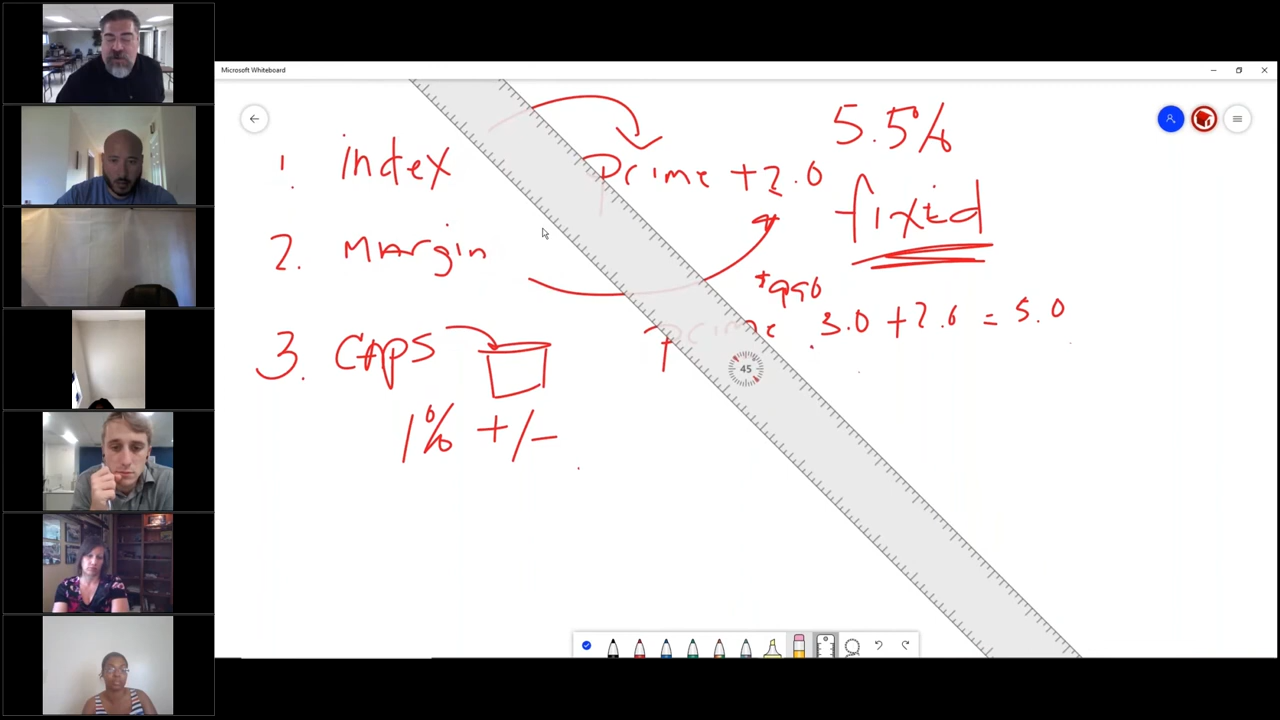 Microsoft Whiteboard
5.5%
1. index Prime +2.0
fixed
2. Margin
3.0 + 2.0 = 5.0
3. CAPS Prime
45
1% +/-